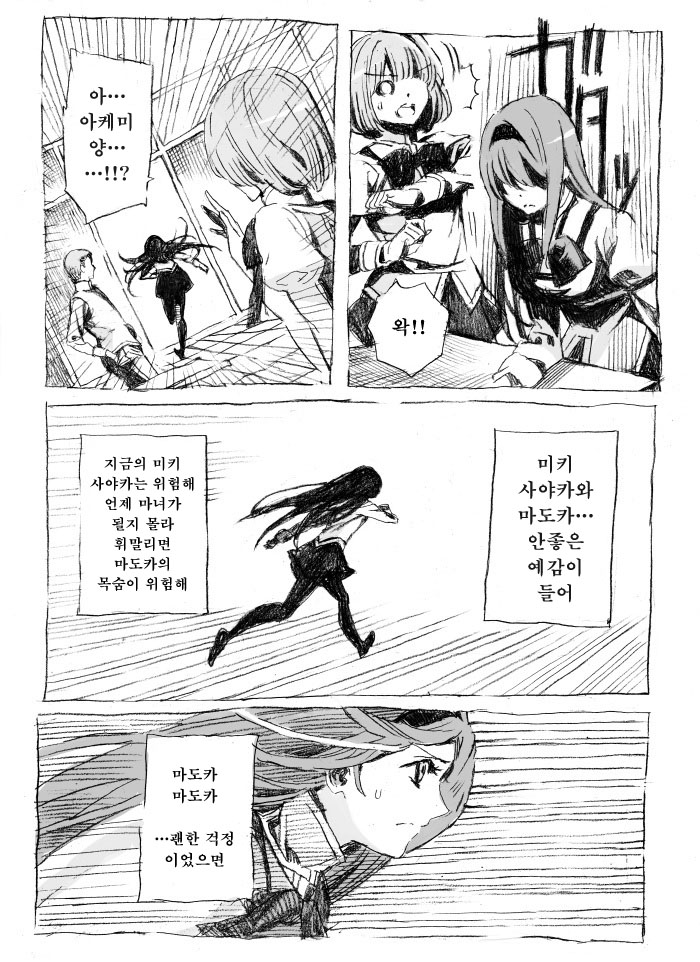 ガタッ
왁!!
아…
아케미
양…
…!!?
미키
사야카와
마도카…
안좋은
예감이
들어
지금의 미키
사야카는 위험해
언제 마녀가
될지 몰라
휘말리면
마도카의
목숨이 위험해
마도카
마도카
…괜한 걱정
이었으면